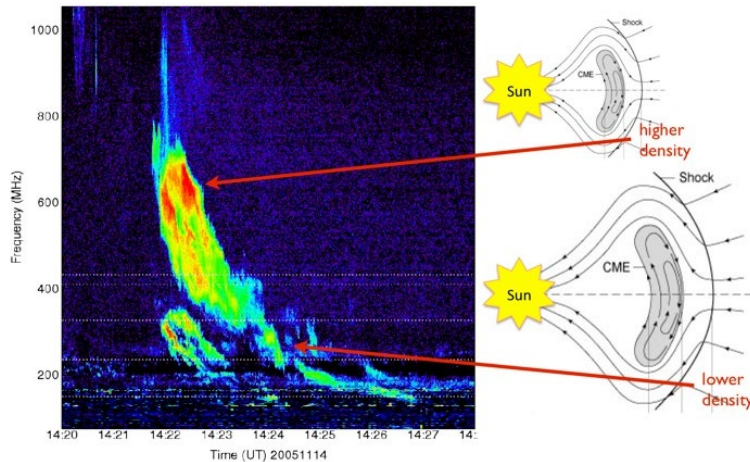 1000
800
600
400
200
Frequency (MHz)
14:20
14:21
14:22
14:23
14:24
14:25
14:26
14:27
14:
Time (UT) 20051114
Shock
CME
Sun
higher
density
Shock
CME
Sun
lower
density